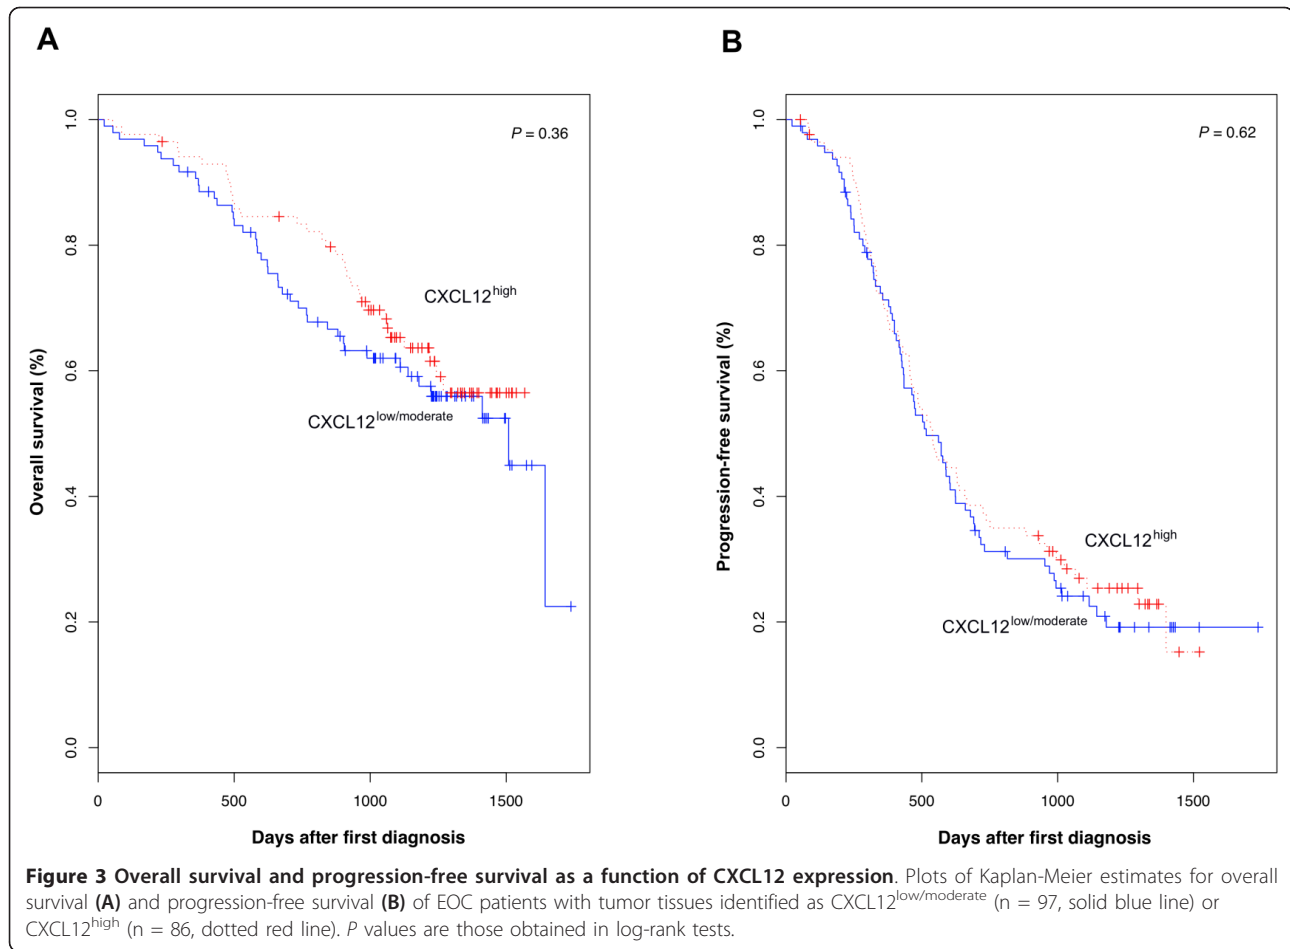 A
P = 0.36
1.0
0.8
0.6
0.4
0.2
0.0
Overall survival (%)
CXCL12high
CXCL12low/moderate
0 500 1000 1500
Days after first diagnosis
B
P = 0.62
1.0
0.8
0.6
0.4
0.2
0.0
Progression-free survival (%)
CXCL12high
CXCL12low/moderate
0 500 1000 1500
Days after first diagnosis
Figure 3 Overall survival and progression-free survival as a function of CXCL12 expression. Plots of Kaplan-Meier estimates for overall
survival (A) and progression-free survival (B) of EOC patients with tumor tissues identified as CXCL12low/moderate (n = 97, solid blue line) or
CXCL12high (n = 86, dotted red line). P values are those obtained in log-rank tests.